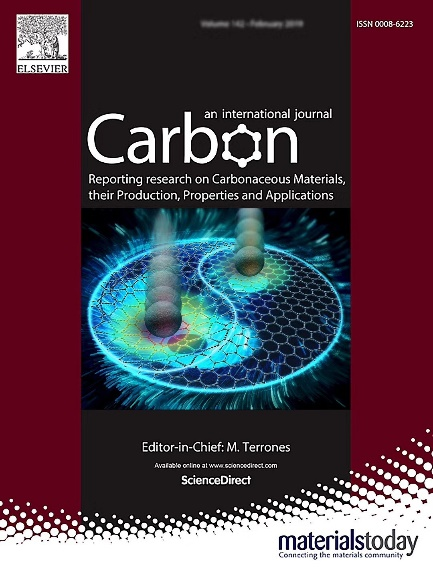 Volume 142 - February 2019
ISSN 0008-6223
ELSEVIER
an international journal
Carbon
Reporting research on Carbonaceous Materials,
their Production, Properties and Applications
Editor-in-Chief: M. Terrones
Available online at www.sciencedirect.com
ScienceDirect
materialstoday
Connecting the materials community